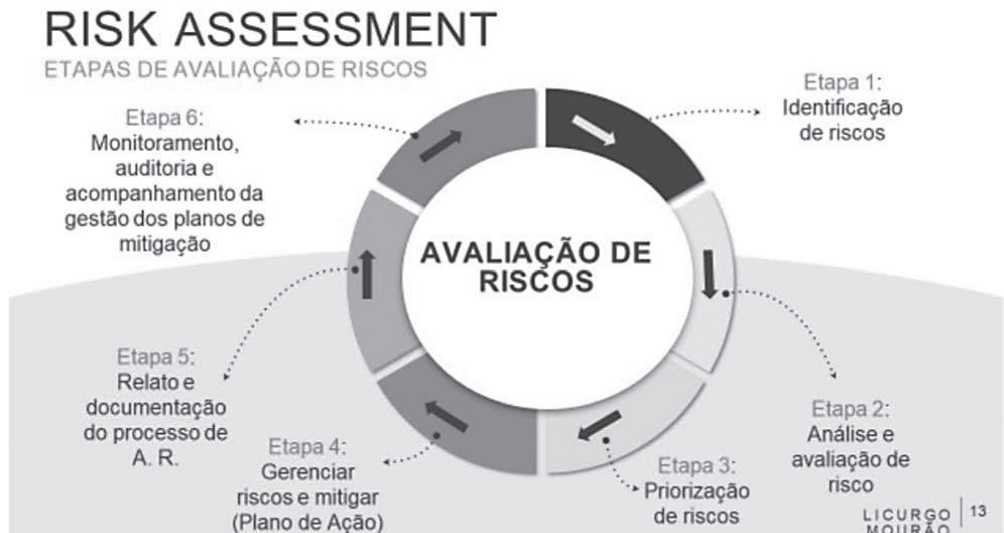 RISK ASSESSMENT
ETAPAS DE AVALIAÇÃO DE RISCOS
Etapa 1:
Identificação
de riscos
Etapa 2:
Análise e
avaliação de
risco
Etapa 3:
Priorização
de riscos
Etapa 4:
Gerenciar
riscos e mitigar
(Plano de Ação)
Etapa 5:
Relato e
documentação
do processo de
A. R.
Etapa 6:
Monitoramento,
auditoria e
acompanhamento da
gestão dos planos de
mitigação
AVALIAÇÃO DE
RISCOS
LICURGO
MOURÃO
13